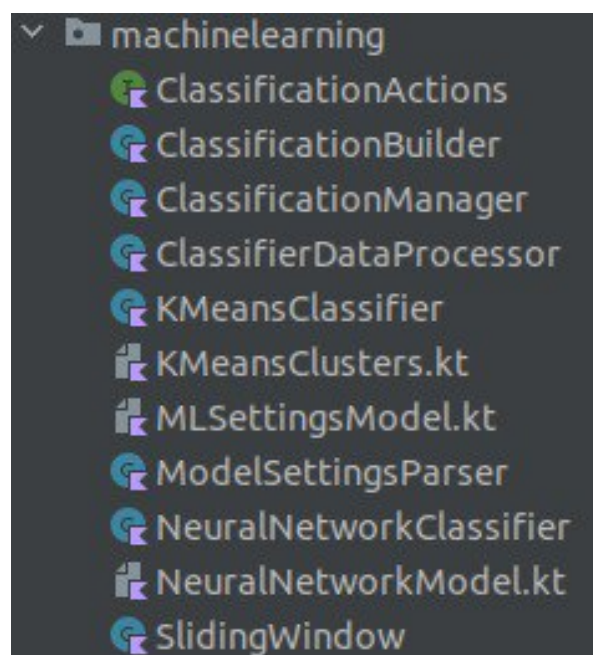 machinelearning
ClassificationActions
ClassificationBuilder
ClassificationManager
ClassifierDataProcessor
KMeansClassifier
KMeansClusters.kt
MLSettingsModel.kt
ModelSettingsParser
NeuralNetworkClassifier
NeuralNetworkModel.kt
SlidingWindow